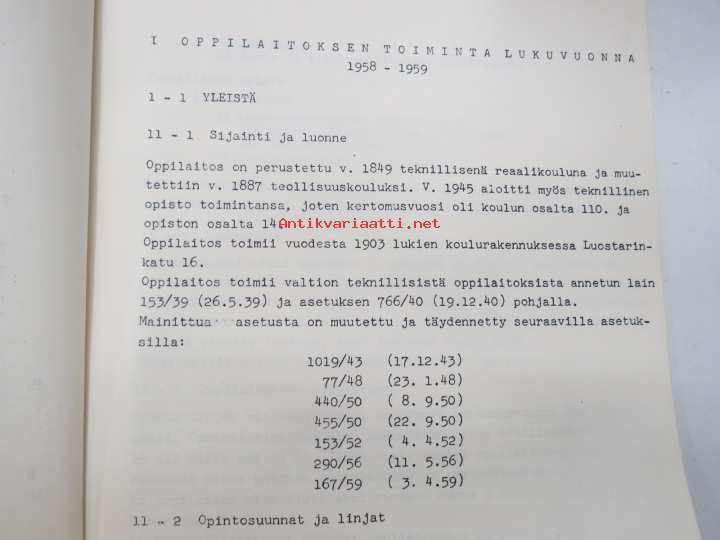 I OPPILAITOKSEN TOIMINTA LUKUVUONNA
1958 - 1959
1 - 1 YLEISTÄ
11 - 1 Sijainti ja luonne
Oppilaitos on perustettu v. 1849 teknillisenä reaalikouluna ja muu-
tettiin v. 1887 teollisuuskouluksi. V. 1945 aloitti myös teknillinen
opisto toimintansa, joten kertomusvuosi oli koulun osalta 110. ja
opiston osalta 14
Antikvariaatti.net
Oppilaitos toimii vuodesta 1903 lukien koulurakennuksessa Luostarin-
katu 16.
Oppilaitos toimii valtion teknillisistä oppilaitoksista annetun lain
153/39 (26.5.39) ja asetuksen 766/40 (19.12.40) pohjalla.
Mainittua asetusta on muutettu ja täydennetty seuraavilla asetuk-
silla:
1019/43 (17.12.43)
77/48 (23. 1.48)
440/50 ( 8. 9.50)
455/50 (22. 9.50)
153/52 ( 4. 4.52)
290/56 (11. 5.56)
167/59 ( 3. 4.59)
11 - 2 Opintosuunnat ja linjat